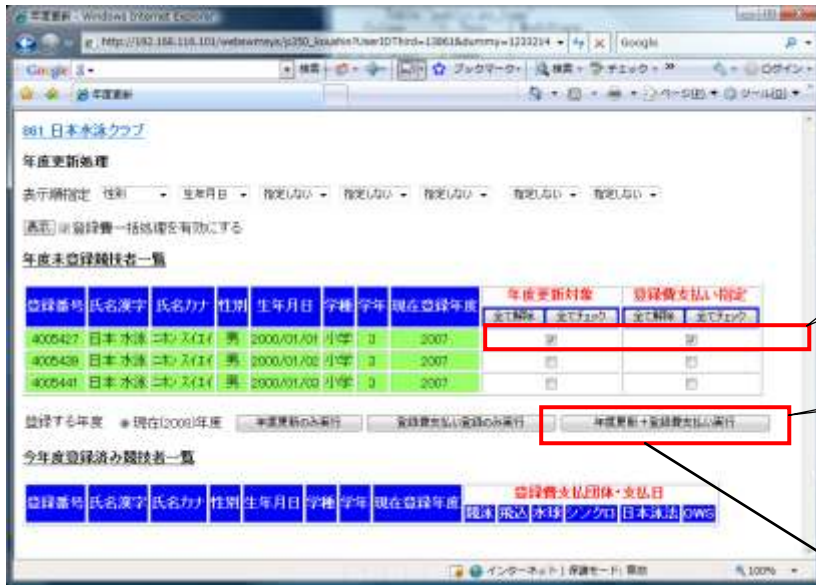 年度更新 - Windows Internet Explorer
Google
Google
検索 ブックマーク 検索 チェック
年度更新 ページ(P) ツール(O)
861 日本水泳クラブ
年度更新処理
表示順指定 性別 生年月日 指定しない 指定しない 指定しない 指定しない 指定しない
表示 登録費一括処理を有効にする
年度未登録競技者一覧
登録番号 氏名漢字 氏名カナ 性別 生年月日 学種 学年 現在登録年度 年度更新対象 登録費支払い指定
全て解除 全てチェック 全て解除 全てチェック
4005427 日本 水泳 ニホン スイエイ 男 2000/01/01 小学 3 2007
4005439 日本 水泳 ニホン スイエイ 男 2000/01/02 小学 3 2007
4005441 日本 水泳 ニホン スイエイ 男 2000/01/02 小学 3 2007
登録する年度 現在(2008)年度 年度更新のみ実行 登録費支払い登録のみ実行 年度更新+登録費支払い実行
今年度登録済み競技者一覧
登録番号 氏名漢字 氏名カナ 性別 生年月日 学種 学年 現在登録年度 登録費支払団体・支払日
競泳 飛込 水球 シンクロ 日本泳法 OWS
インターネット | 保護モード: 無効 100%